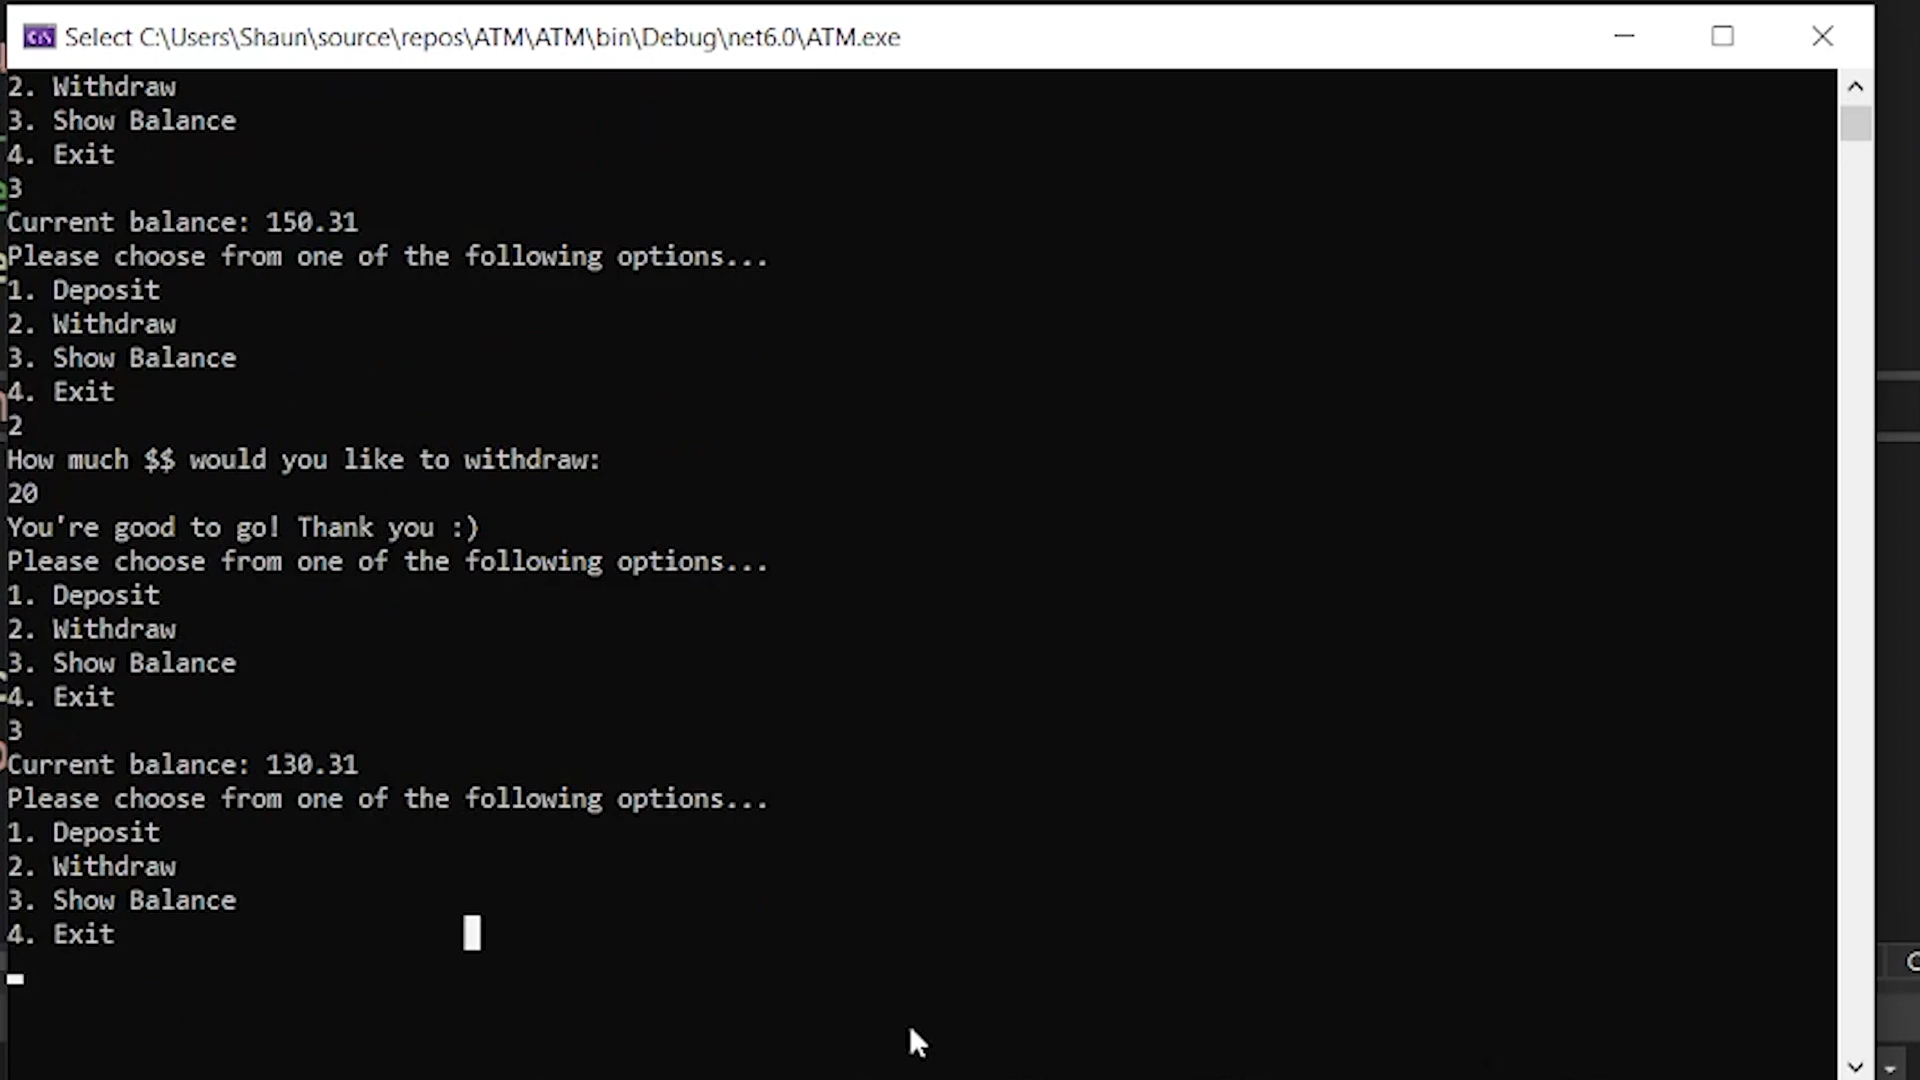 Select C:\Users\Shaun\source\repos\ATM\ATM\bin\Debug\net6.0\ATM.exe
2. Withdraw
3. Show Balance
4. Exit
3
Current balance: 150.31
Please choose from one of the following options...
1. Deposit
2. Withdraw
3. Show Balance
4. Exit
2
How much $$ would you like to withdraw:
20
You're good to go! Thank you :)
Please choose from one of the following options...
1. Deposit
2. Withdraw
3. Show Balance
4. Exit
3
Current balance: 130.31
Please choose from one of the following options...
1. Deposit
2. Withdraw
3. Show Balance
4. Exit